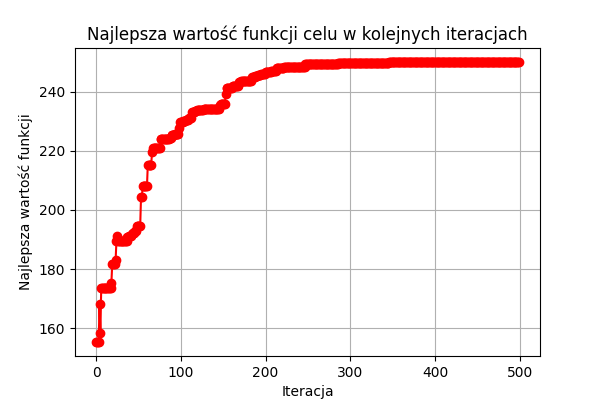 Najlepsza wartość funkcji celu w kolejnych iteracjach
Najlepsza wartość funkcji
240
220
200
180
160
0 100 200 300 400 500
Iteracja